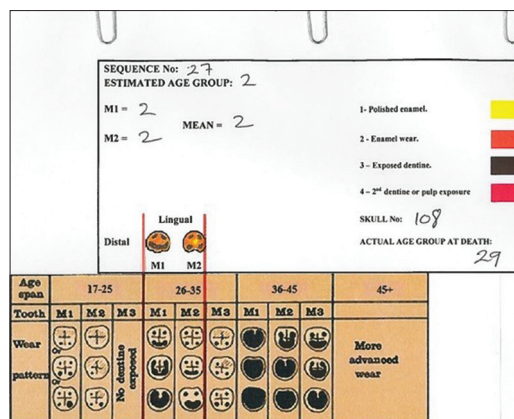 SEQUENCE No: 27
ESTIMATED AGE GROUP: 2
M1 = 2
MEAN = 2
M2 = 2
1- Polished enamel.
2 - Enamel wear.
3 – Exposed dentine.
4 – 2nd dentine or pulp exposure
SKULL No: 108
ACTUAL AGE GROUP AT DEATH:
29
Lingual
Distal
M1 M2
Age span 17-25 26-35 36-45 45+
Tooth M1 M2 M3 M1 M2 M3 M1 M2 M3
Wear pattern
No dentine exposed
More advanced wear